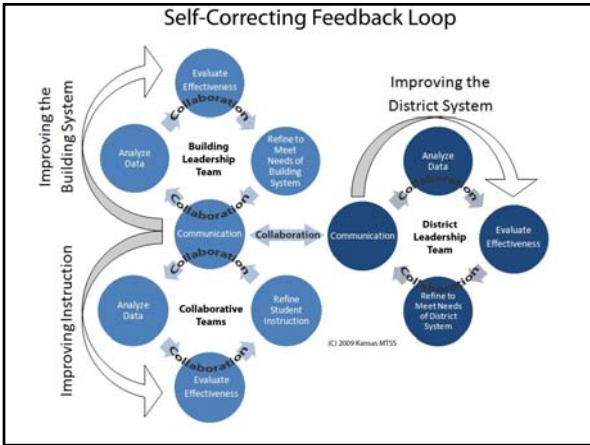 Self-Correcting Feedback Loop
Improving the
Building System
Evaluate
Effectiveness
Collaboration
Collaboration
Analyze
Data
Building
Leadership
Team
Refine to
Meet
Needs of
Building
System
Collaboration
Communication
Collaboration
Improving Instruction
Collaboration
Analyze
Data
Collaborative
Teams
Refine
Student
Instruction
Collaboration
Evaluate
Effectiveness
Improving the
District System
Analyze
Data
Collaboration
Communication
District
Leadership
Team
Evaluate
Effectiveness
Collaboration
Refine to
Meet Needs
of District
System
(C) 2009 Kansas MTSS